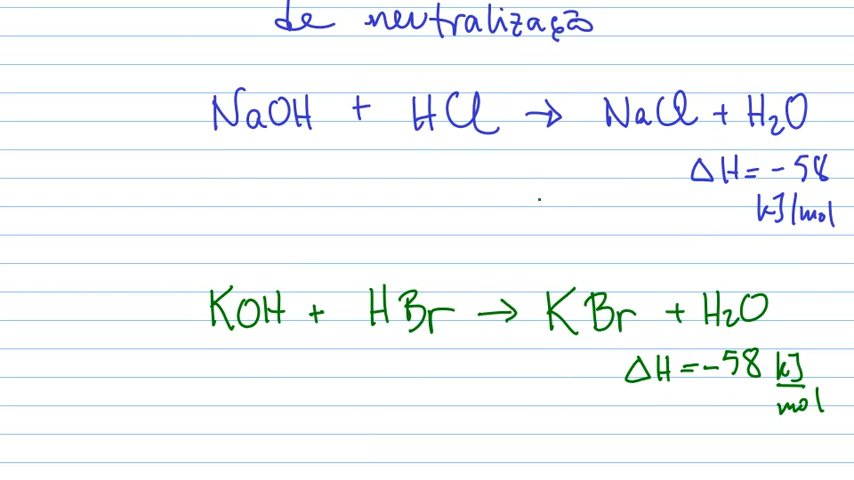 de neutralização
NaOH + HCl → NaCl + H₂O
ΔH = -58
kJ/mol
KOH + HBr → KBr + H₂O
ΔH = -58 kJ
mol